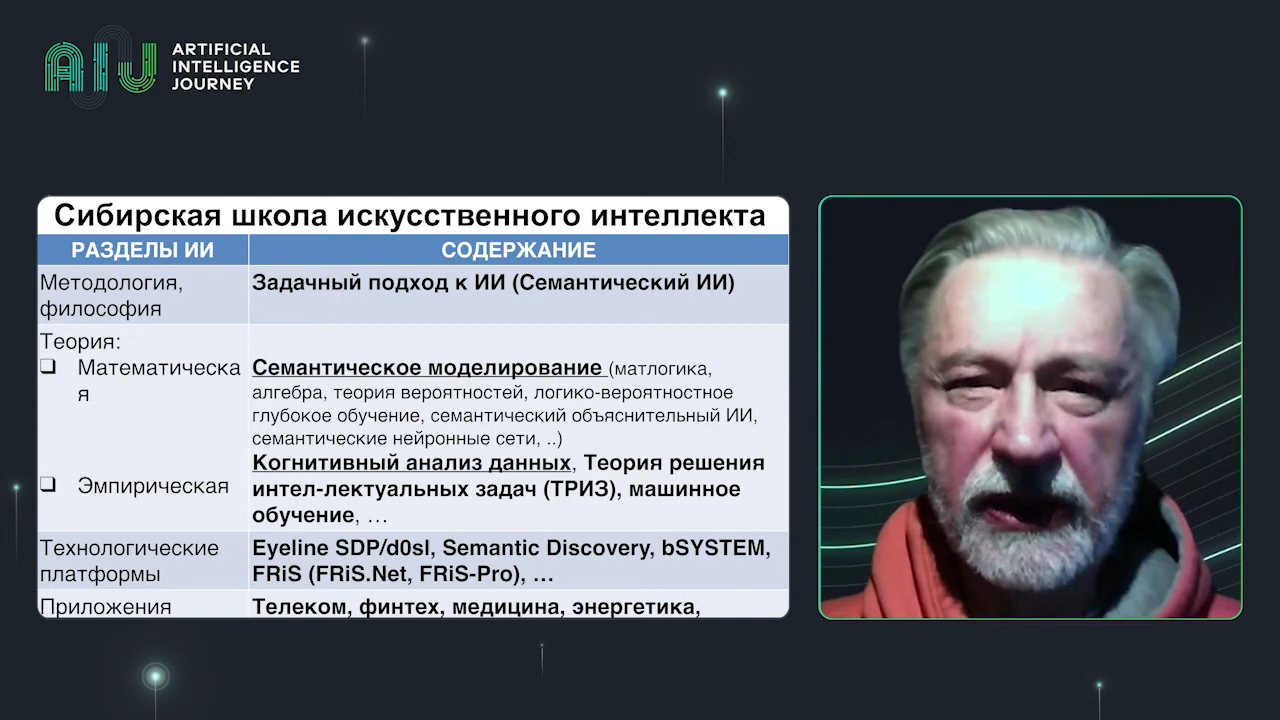 ARTIFICIAL
INTELLIGENCE
JOURNEY
Сибирская школа искусственного интеллекта
РАЗДЕЛЫ ИИ
СОДЕРЖАНИЕ
Методология,
философия
Задачный подход к ИИ (Семантический ИИ)
Теория:
❑ Математическа
я
Семантическое моделирование (матлогика,
алгебра, теория вероятностей, логико-вероятностное
глубокое обучение, семантический объяснительный ИИ,
семантические нейронные сети, ..)
❑ Эмпирическая
Когнитивный анализ данных, Теория решения
интел-лектуальных задач (ТРИЗ), машинное
обучение, …
Технологические
платформы
Eyeline SDP/d0sl, Semantic Discovery, bSYSTEM,
FRiS (FRiS.Net, FRiS-Pro), …
Приложения
Телеком, финтех, медицина, энергетика,